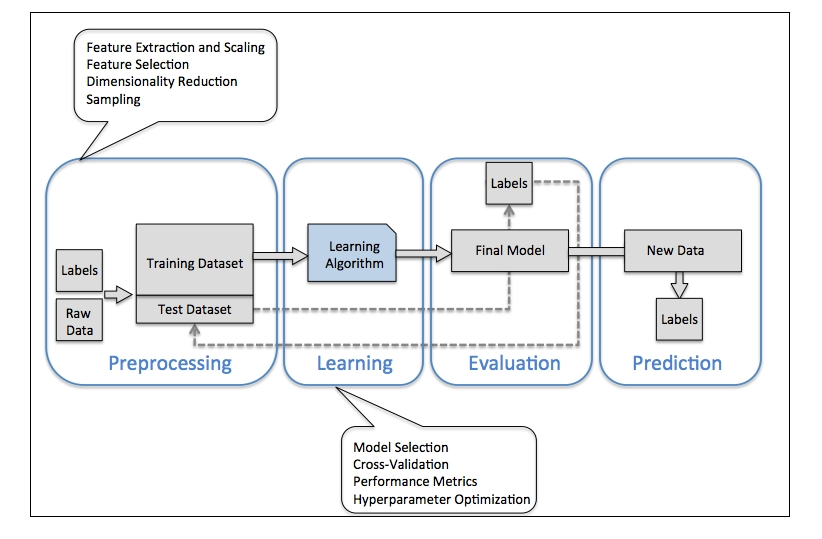 Feature Extraction and Scaling
Feature Selection
Dimensionality Reduction
Sampling
Labels
Raw
Data
Training Dataset
Test Dataset
Preprocessing
Learning
Algorithm
Learning
Labels
Final Model
Evaluation
New Data
Labels
Prediction
Model Selection
Cross-Validation
Performance Metrics
Hyperparameter Optimization